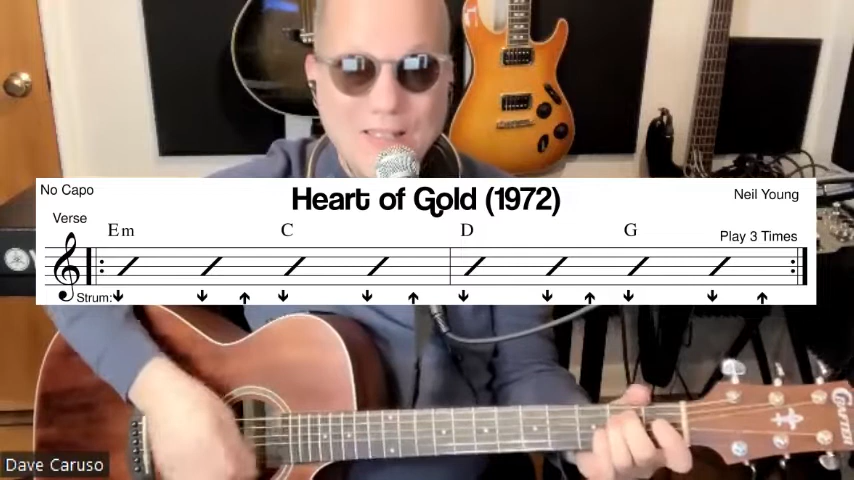 No Capo
Heart of Gold (1972)
Neil Young
Verse
Em C D G
Play 3 Times
Strum:
Dave Caruso